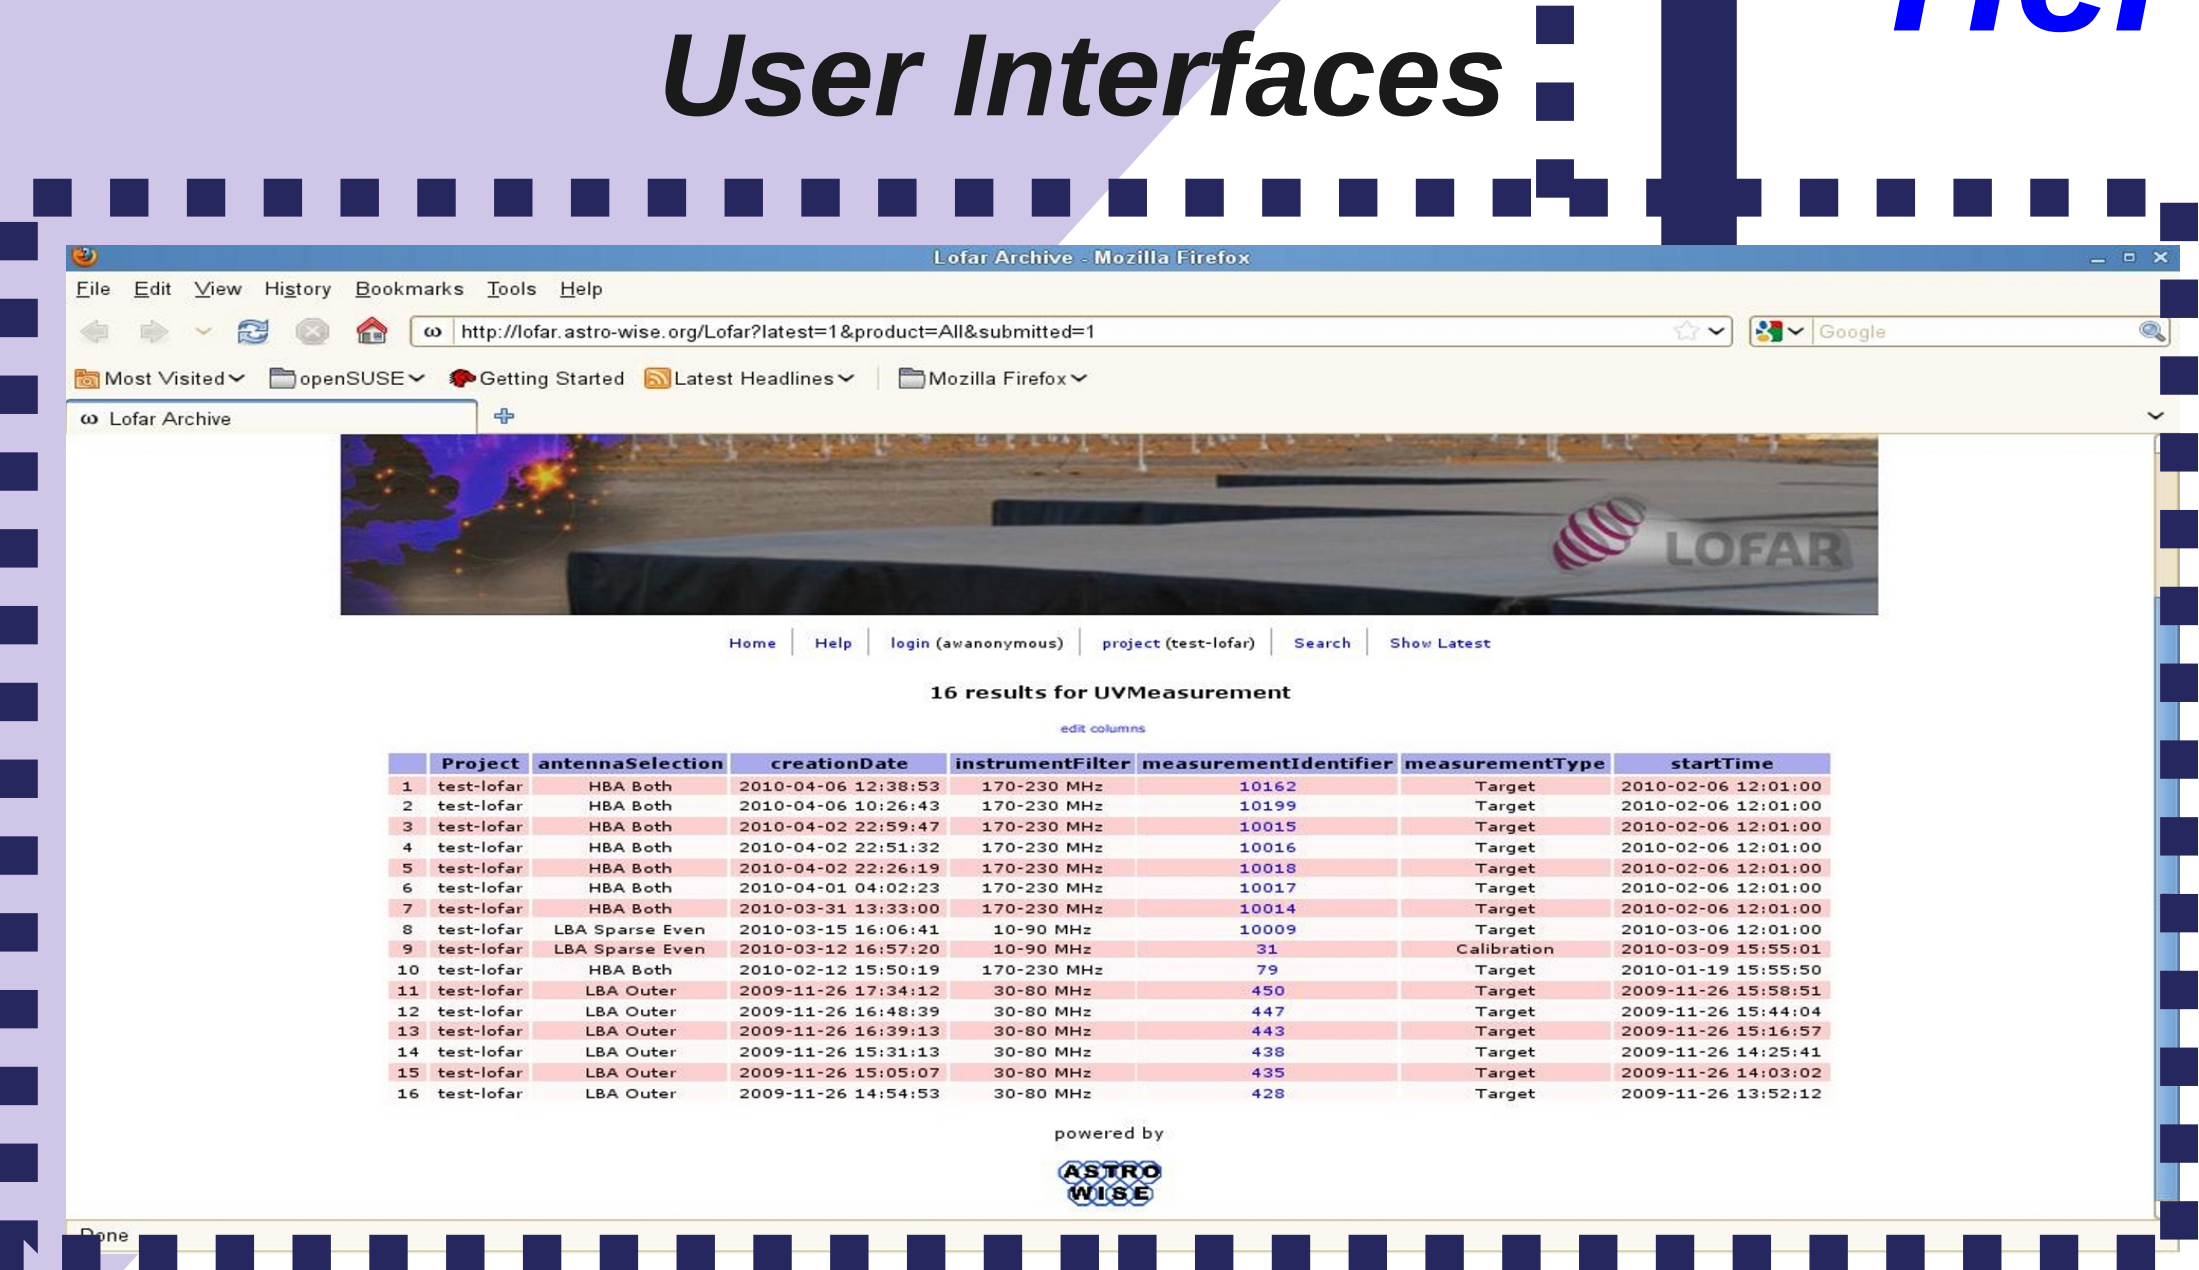 User Interfaces
Lofar Archive - Mozilla Firefox
File Edit View History Bookmarks Tools Help
http://lofar.astro-wise.org/Lofar?latest=1&product=All&submitted=1 Google
Most Visited openSUSE Getting Started Latest Headlines Mozilla Firefox
Lofar Archive
LOFAR
Home Help login (awanonymous) project (test-lofar) Search Show Latest
16 results for UVMeasurement
edit columns
Project antennaSelection creationDate instrumentFilter measurementIdentifier measurementType startTime
1 test-lofar HBA Both 2010-04-06 12:38:53 170-230 MHz 10162 Target 2010-02-06 12:01:00
2 test-lofar HBA Both 2010-04-06 10:26:43 170-230 MHz 10199 Target 2010-02-06 12:01:00
3 test-lofar HBA Both 2010-04-02 22:59:47 170-230 MHz 10015 Target 2010-02-06 12:01:00
4 test-lofar HBA Both 2010-04-02 22:51:32 170-230 MHz 10016 Target 2010-02-06 12:01:00
5 test-lofar HBA Both 2010-04-02 22:26:19 170-230 MHz 10018 Target 2010-02-06 12:01:00
6 test-lofar HBA Both 2010-04-01 04:02:23 170-230 MHz 10017 Target 2010-02-06 12:01:00
7 test-lofar HBA Both 2010-03-31 13:33:00 170-230 MHz 10014 Target 2010-02-06 12:01:00
8 test-lofar LBA Sparse Even 2010-03-15 16:06:41 10-90 MHz 10009 Target 2010-03-06 12:01:00
9 test-lofar LBA Sparse Even 2010-03-12 16:57:20 10-90 MHz 31 Calibration 2010-03-09 15:55:01
10 test-lofar HBA Both 2010-02-12 15:50:19 170-230 MHz 79 Target 2010-01-19 15:55:50
11 test-lofar LBA Outer 2009-11-26 17:34:12 30-80 MHz 450 Target 2009-11-26 15:58:51
12 test-lofar LBA Outer 2009-11-26 16:48:39 30-80 MHz 447 Target 2009-11-26 15:44:04
13 test-lofar LBA Outer 2009-11-26 16:39:13 30-80 MHz 443 Target 2009-11-26 15:16:57
14 test-lofar LBA Outer 2009-11-26 15:31:13 30-80 MHz 438 Target 2009-11-26 14:25:41
15 test-lofar LBA Outer 2009-11-26 15:05:07 30-80 MHz 435 Target 2009-11-26 14:03:02
16 test-lofar LBA Outer 2009-11-26 14:54:53 30-80 MHz 428 Target 2009-11-26 13:52:12
powered by
ASTRO
WISE
Done